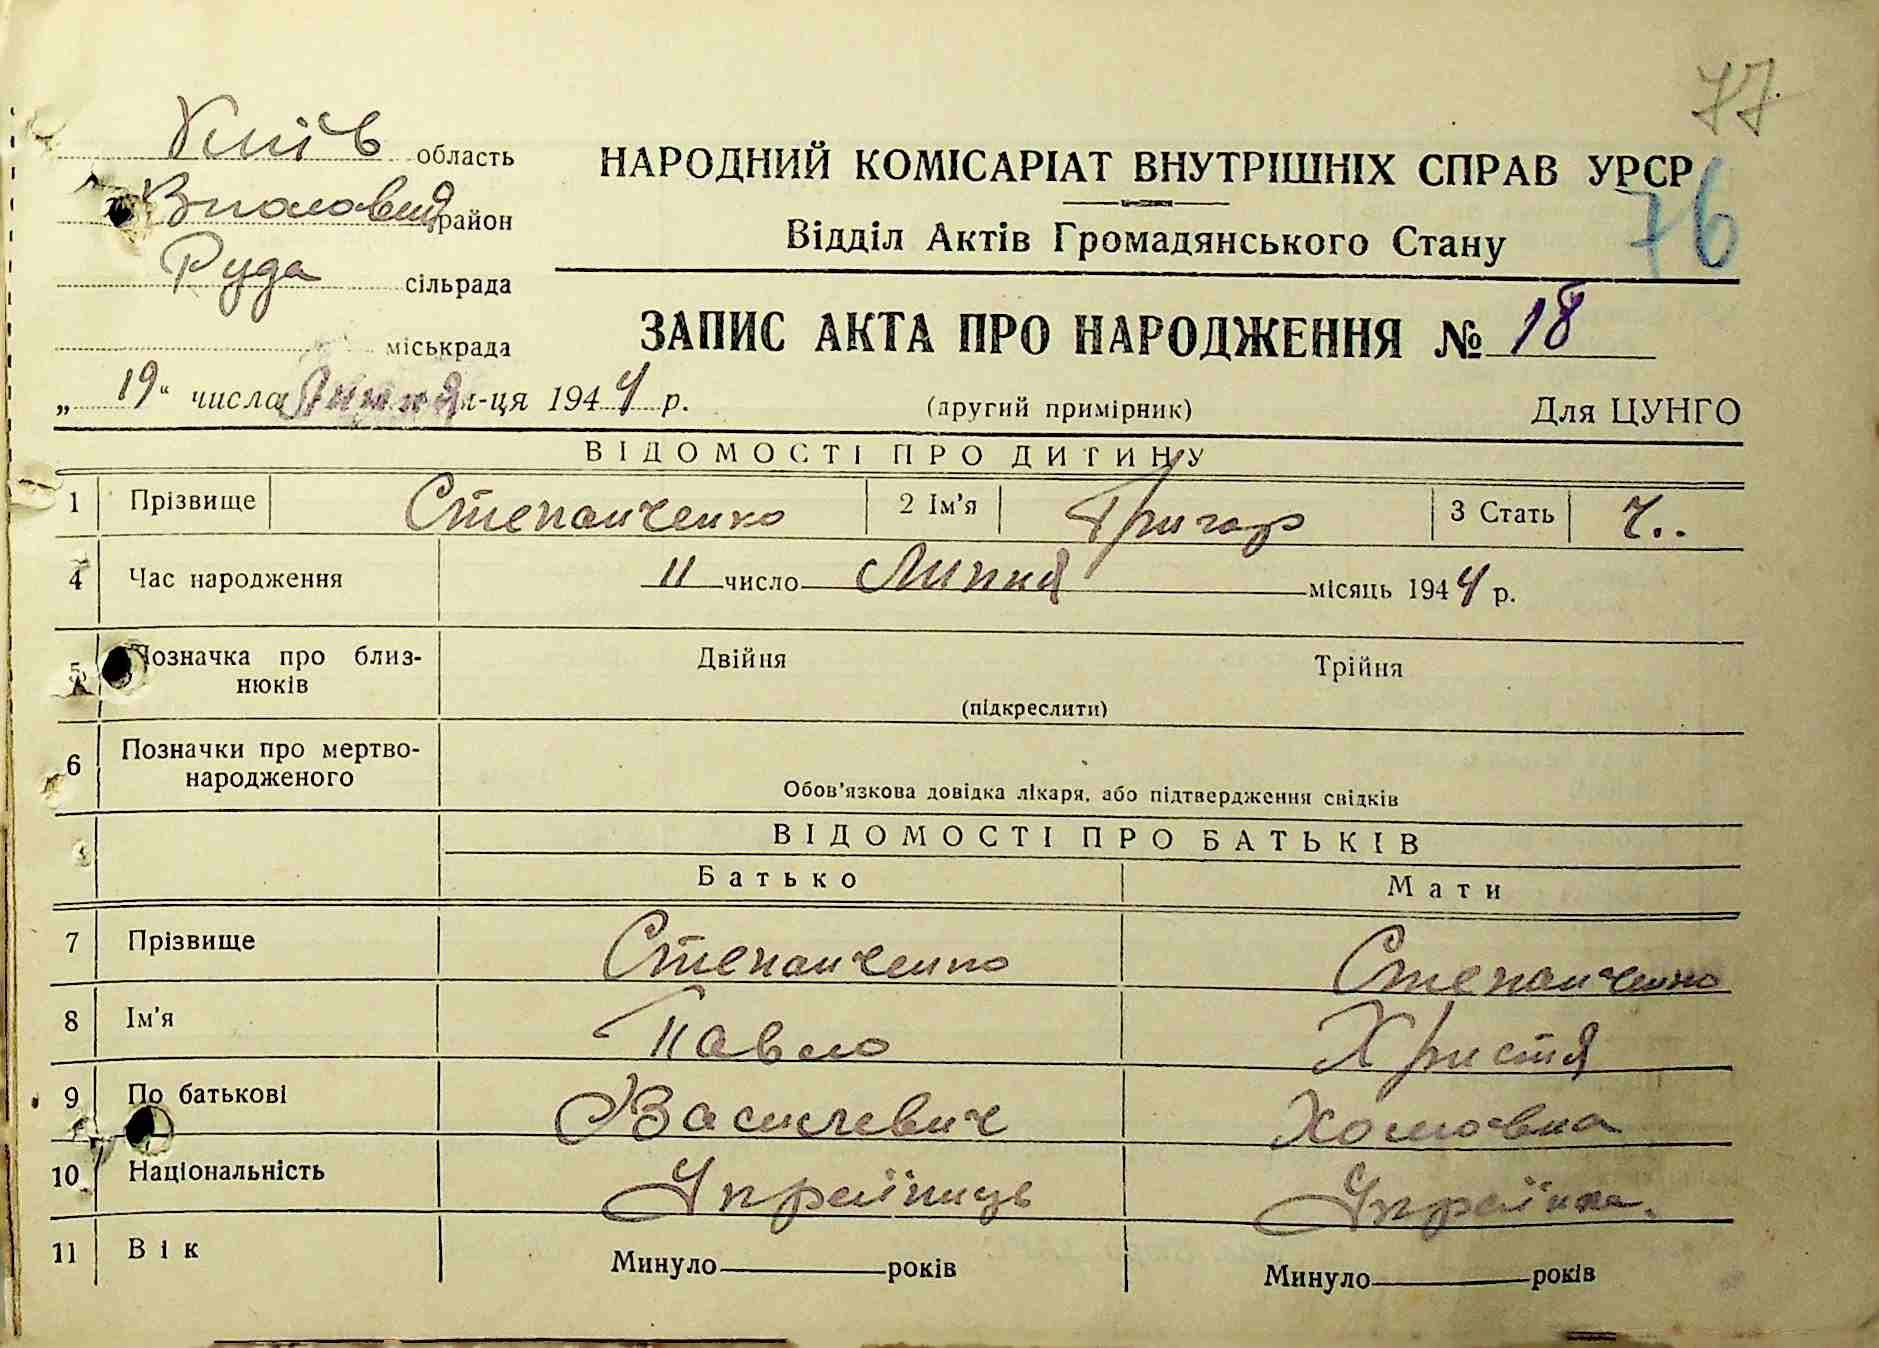 77
Київ область
район
Руда сільрада
міськрада
НАРОДНИЙ КОМІСАРІАТ ВНУТРІШНІХ СПРАВ УРСР
76
Відділ Актів Громадянського Стану
ЗАПИС АКТА ПРО НАРОДЖЕННЯ № 18
„ 19 “ числа Липня м-ця 1944 р.
(другий примірник)
Для ЦУНГО
ВІДОМОСТІ ПРО ДИТИНУ
1 Прізвище Степанченко 2 Ім'я Григор 3 Стать Ч..
4 Час народження 11 число Липня місяць 1944 р.
5 Позначка про близнюків Двійня Трійня
(підкреслити)
6 Позначки про мертвонародженого
Обов'язкова довідка лікаря, або підтвердження свідків
ВІДОМОСТІ ПРО БАТЬКІВ
Батько Мати
7 Прізвище Степанченко Степанченко
8 Ім'я Павло Христя
9 По батькові Василевич Хомовна
10 Національність Українець Українка.
11 Вік Минуло років Минуло років